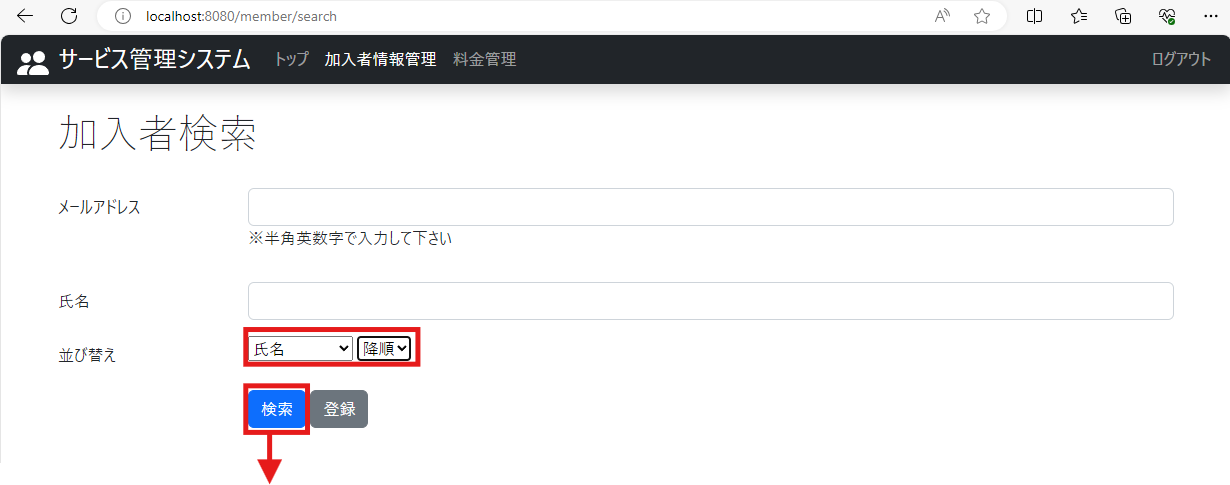 localhost:8080/member/search
サービス管理システム トップ 加入者情報管理 料金管理 ログアウト
加入者検索
メールアドレス
※半角英数字で入力して下さい
氏名
並び替え 氏名 降順
検索 登録